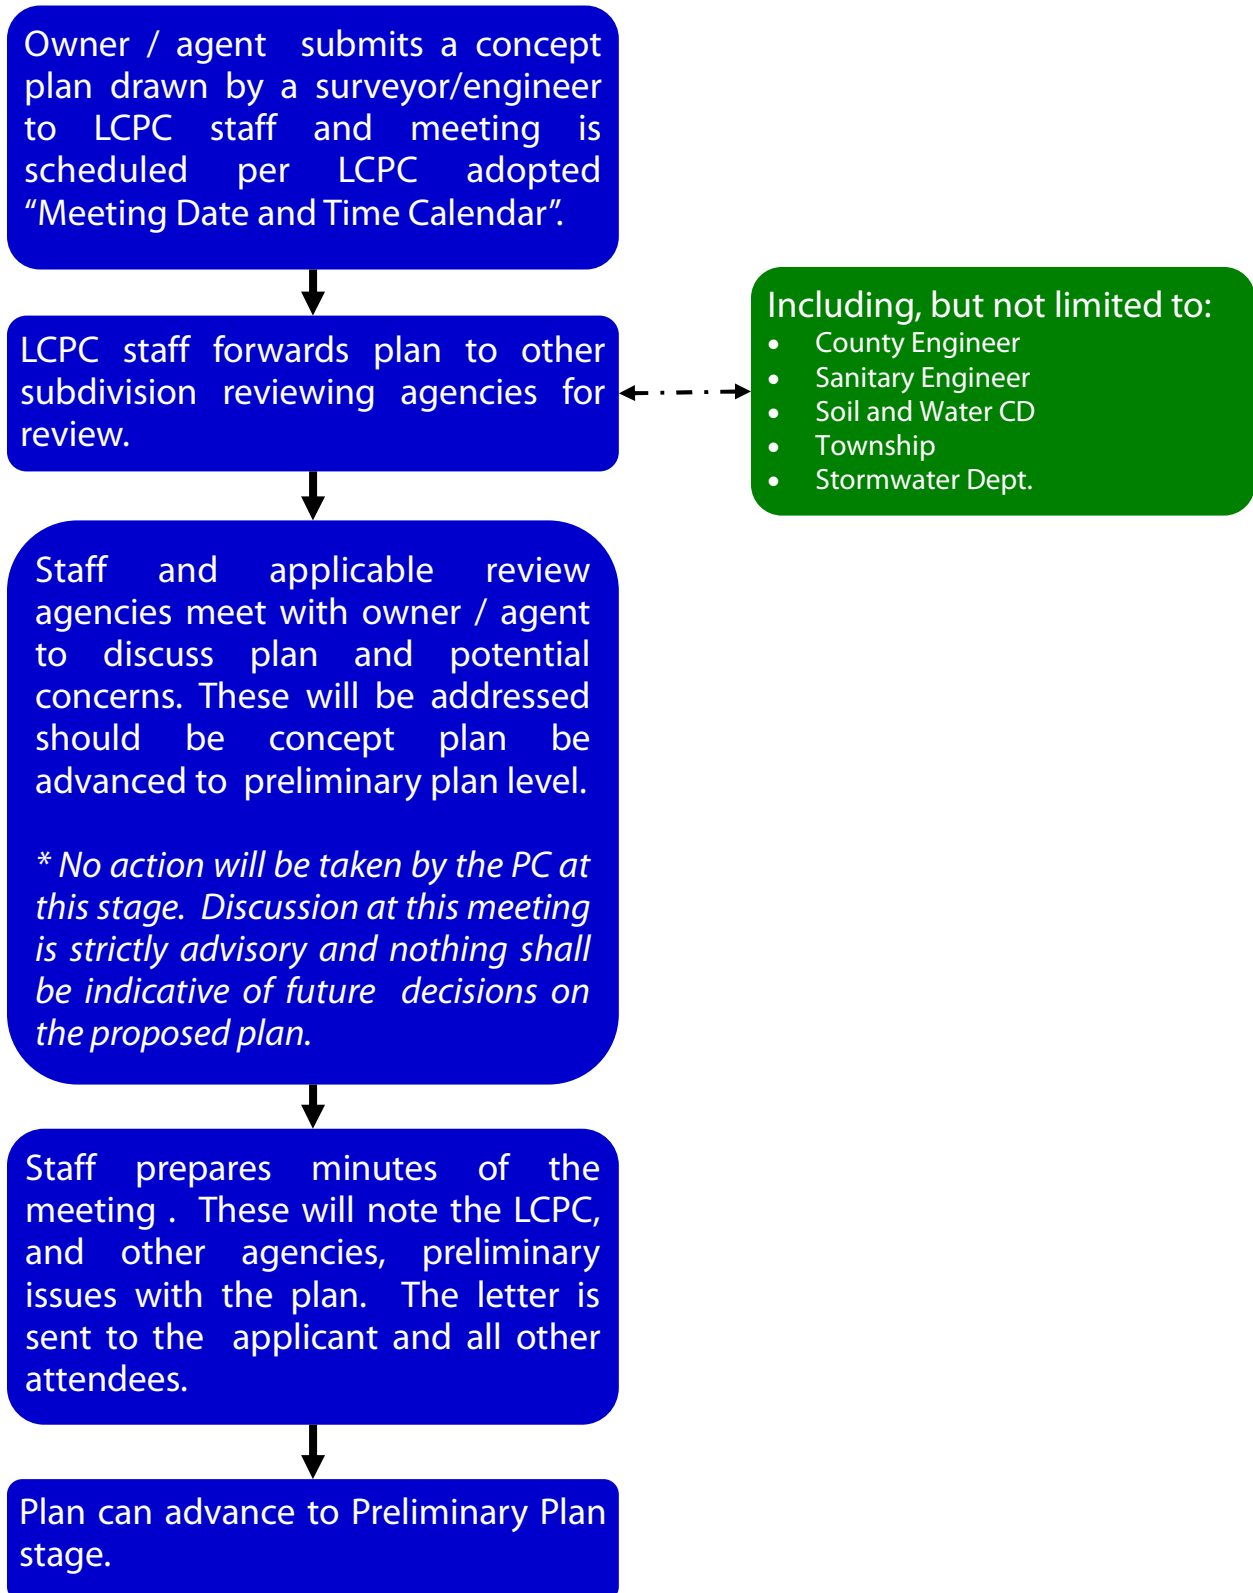 Owner / agent submits a concept
plan drawn by a surveyor/engineer
to LCPC staff and meeting is
scheduled per LCPC adopted
“Meeting Date and Time Calendar”.
LCPC staff forwards plan to other
subdivision reviewing agencies for
review.
Including, but not limited to:
• County Engineer
• Sanitary Engineer
• Soil and Water CD
• Township
• Stormwater Dept.
Staff and applicable review
agencies meet with owner / agent
to discuss plan and potential
concerns. These will be addressed
should be concept plan be
advanced to preliminary plan level.
* No action will be taken by the PC at
this stage. Discussion at this meeting
is strictly advisory and nothing shall
be indicative of future decisions on
the proposed plan.
Staff prepares minutes of the
meeting . These will note the LCPC,
and other agencies, preliminary
issues with the plan. The letter is
sent to the applicant and all other
attendees.
Plan can advance to Preliminary Plan
stage.